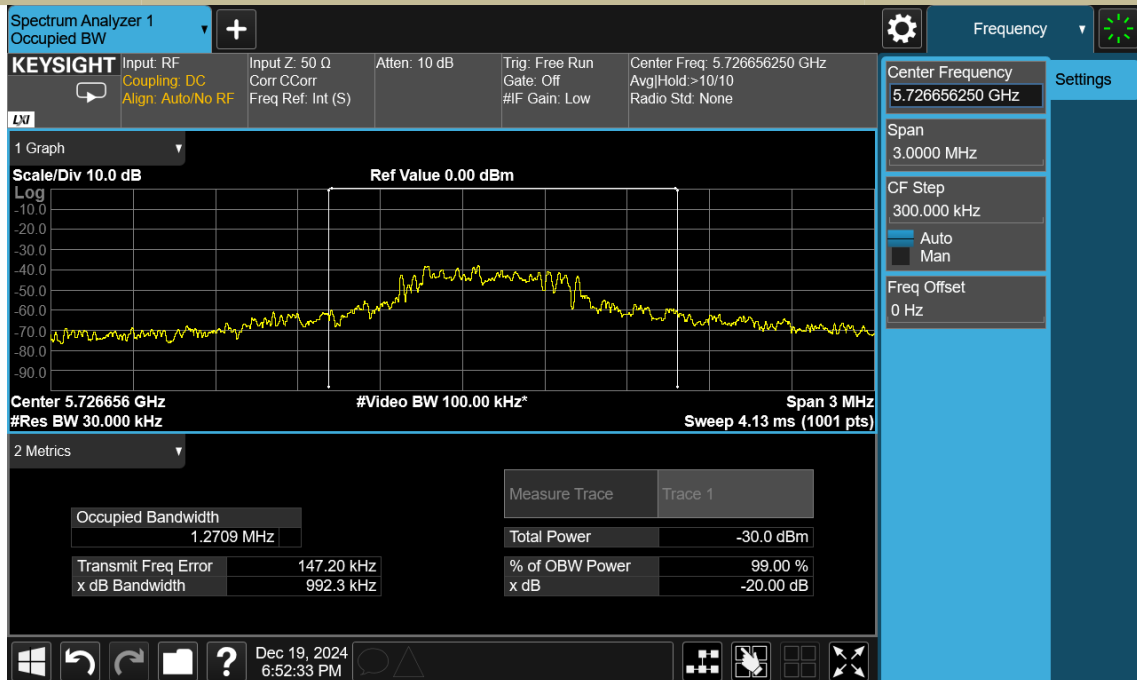 Spectrum Analyzer 1
Occupied BW
Frequency
KEYSIGHT
LXI
Input: RF
Coupling: DC
Align: Auto/No RF
Input Z: 50 Ω
Corr CCorr
Freq Ref: Int (S)
Atten: 10 dB
Trig: Free Run
Gate: Off
#IF Gain: Low
Center Freq: 5.726656250 GHz
Avg|Hold:>10/10
Radio Std: None
Center Frequency
5.726656250 GHz
Settings
Span
3.0000 MHz
CF Step
300.000 kHz
Auto
Man
Freq Offset
0 Hz
1 Graph
Scale/Div 10.0 dB
Ref Value 0.00 dBm
Log
-10.0
-20.0
-30.0
-40.0
-50.0
-60.0
-70.0
-80.0
-90.0
Center 5.726656 GHz
#Video BW 100.00 kHz*
Span 3 MHz
#Res BW 30.000 kHz
Sweep 4.13 ms (1001 pts)
2 Metrics
Measure Trace
Trace 1
Occupied Bandwidth
1.2709 MHz
Total Power
-30.0 dBm
Transmit Freq Error
147.20 kHz
% of OBW Power
99.00 %
x dB Bandwidth
992.3 kHz
x dB
-20.00 dB
?
Dec 19, 2024
6:52:33 PM